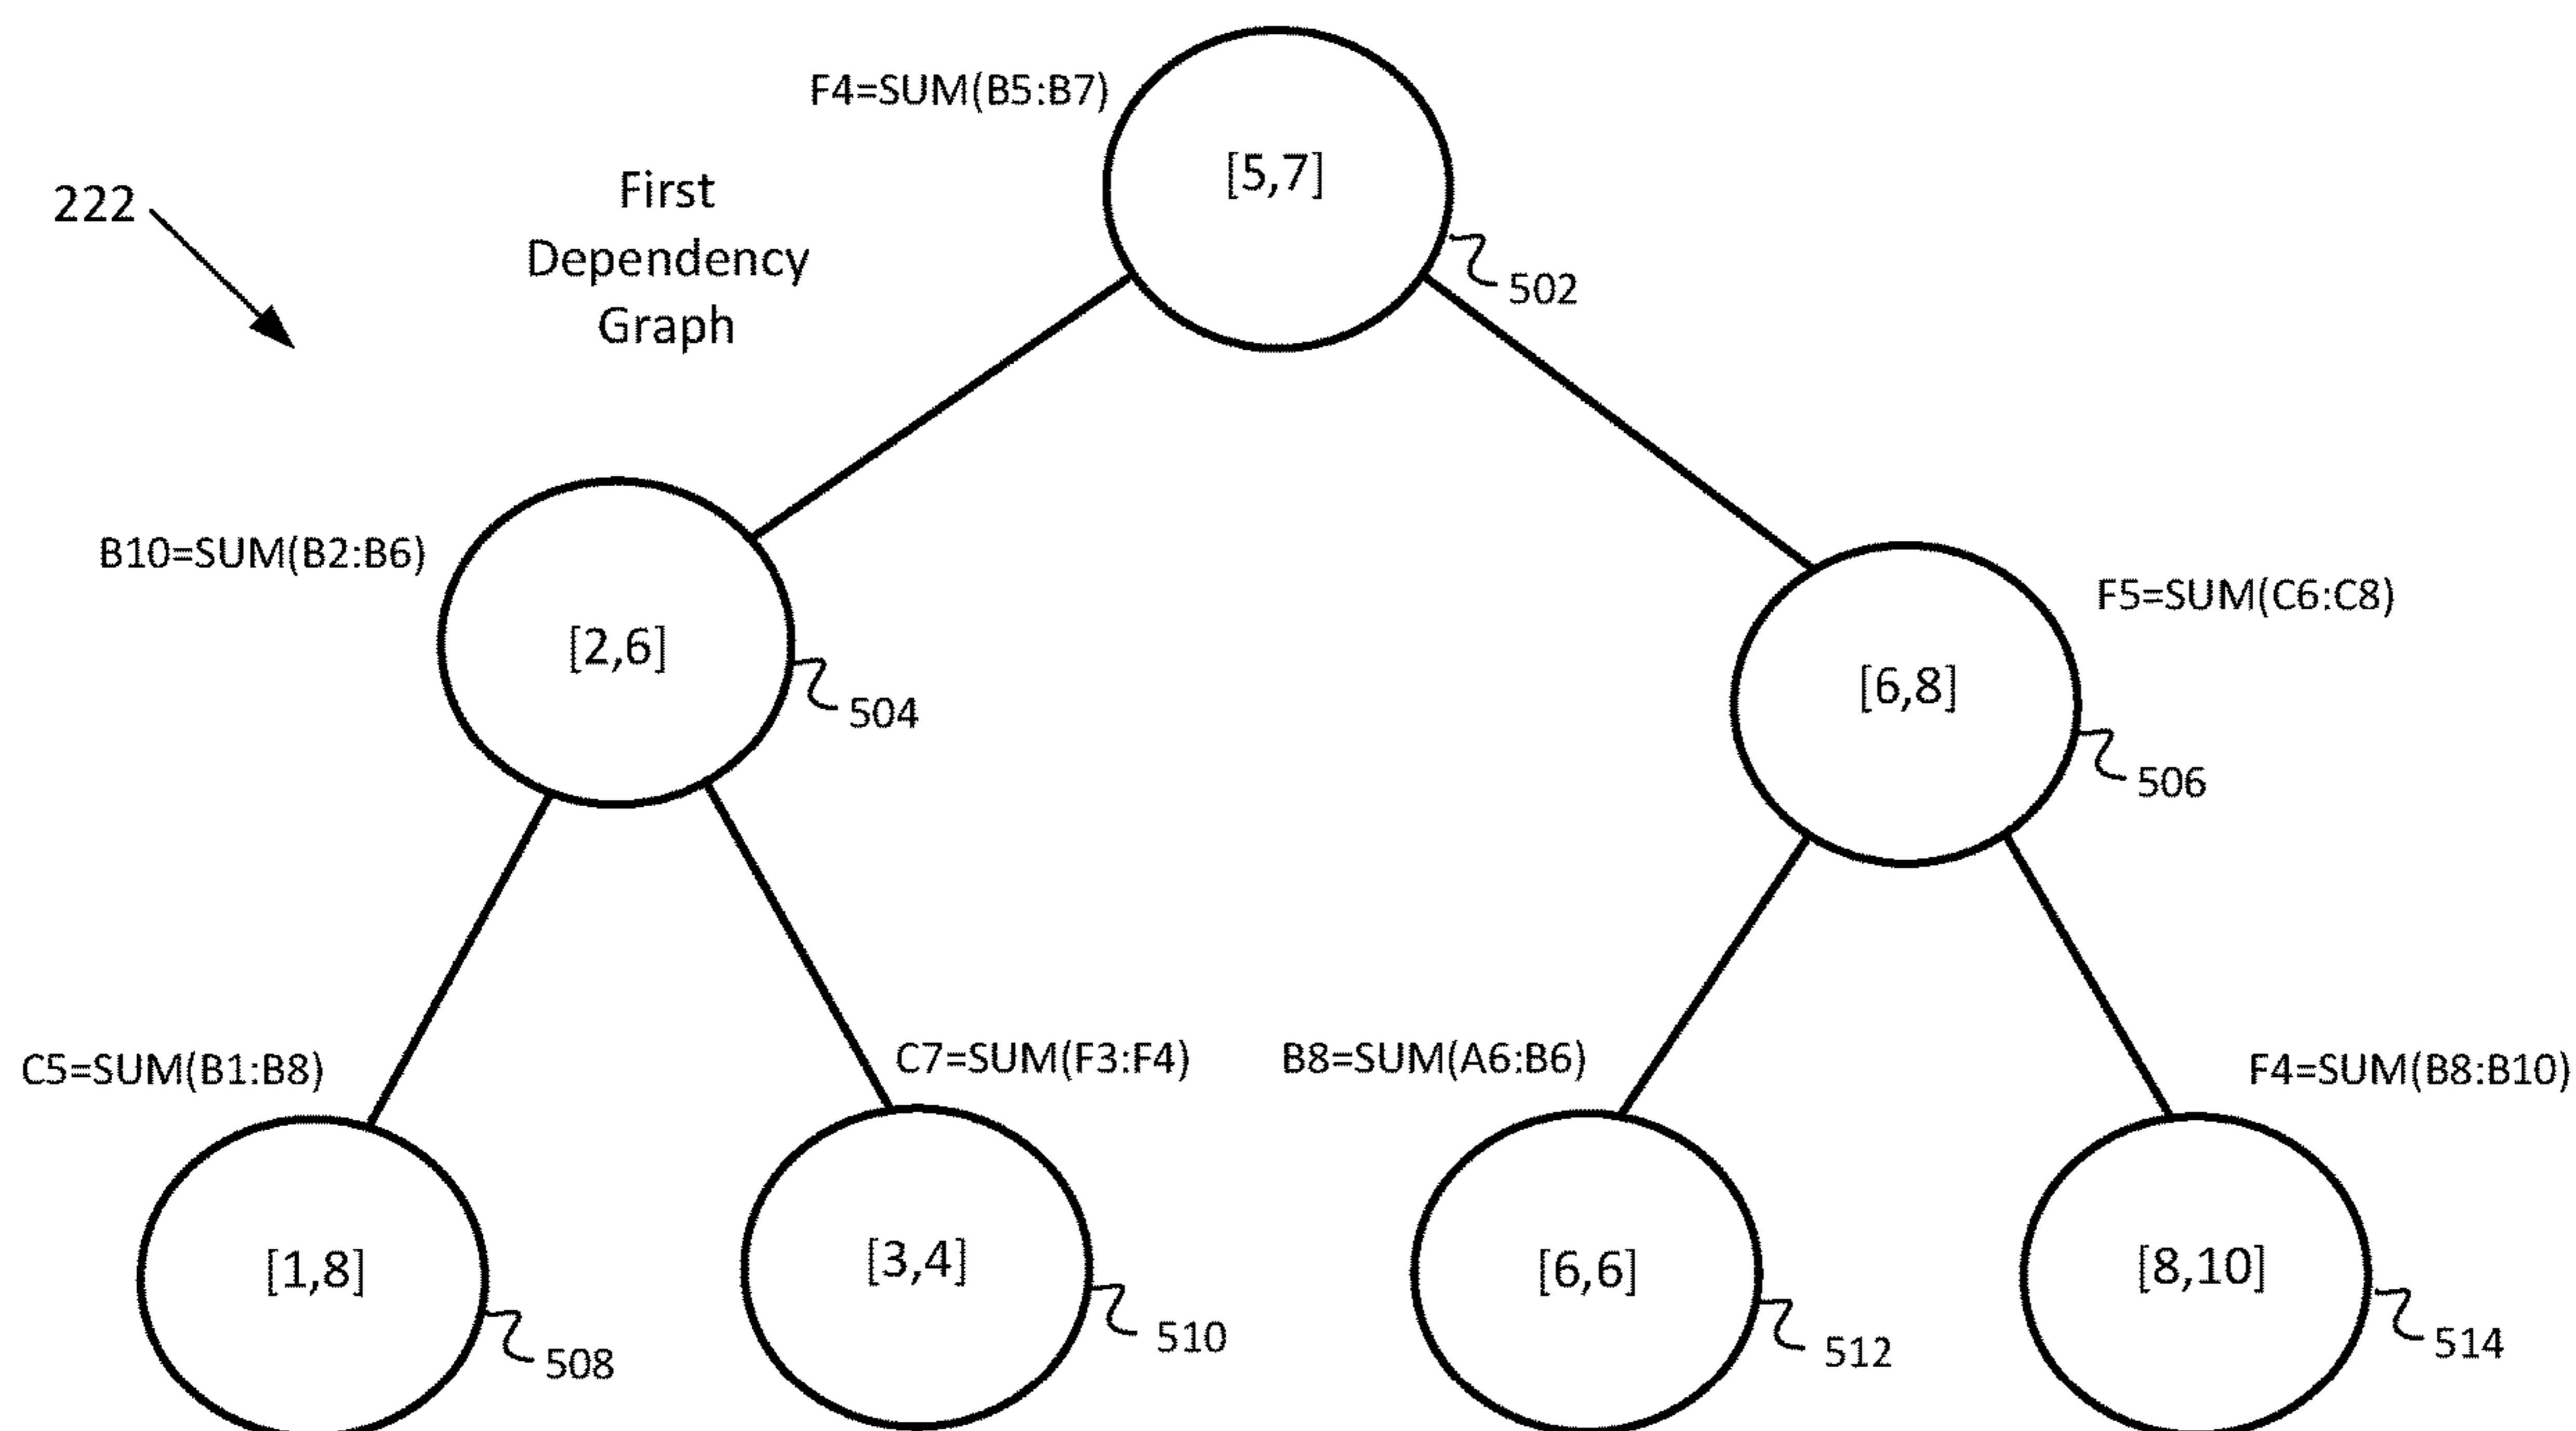 F4=SUM(B5:B7)
[5,7]
222
First
Dependency
Graph
502
B10=SUM(B2:B6)
F5=SUM(C6:C8)
[2,6]
[6,8]
504
506
C5=SUM(B1:B8)
C7=SUM(F3:F4)
B8=SUM(A6:B6)
F4=SUM(B8:B10)
[1,8]
[3,4]
[6,6]
[8,10]
508
510
512
514